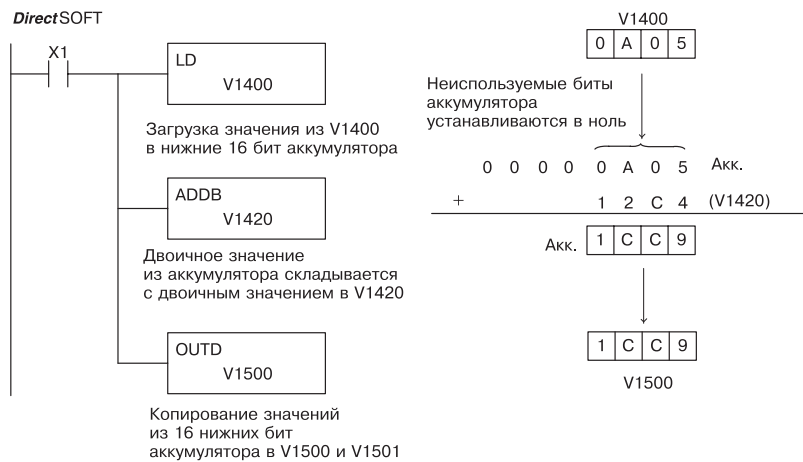 DirectSOFT
X1
LD
V1400
Загрузка значения из V1400
в нижние 16 бит аккумулятора
ADDB
V1420
Двоичное значение
из аккумулятора складывается
с двоичным значением в V1420
OUTD
V1500
Копирование значений
из 16 нижних бит
аккумулятора в V1500 и V1501
V1400
0 A 0 5
Неиспользуемые биты
аккумулятора
устанавливаются в ноль
0 0 0 0 0 A 0 5 Акк.
+ 1 2 C 4 (V1420)
Акк. 1 C C 9
1 C C 9
V1500